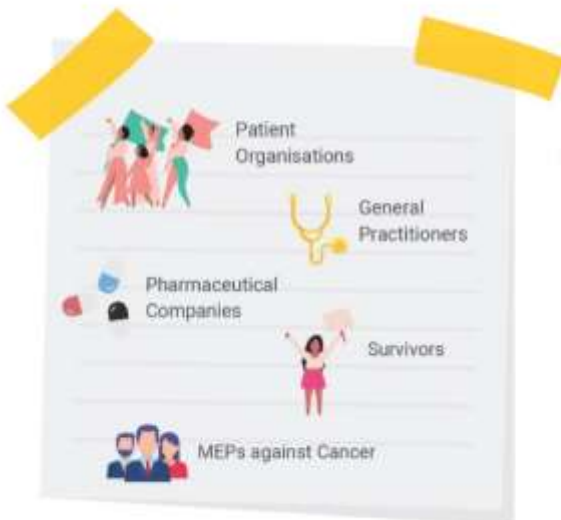 Patient
Organisations
General
Practitioners
Pharmaceutical
Companies
Survivors
MEPs against Cancer